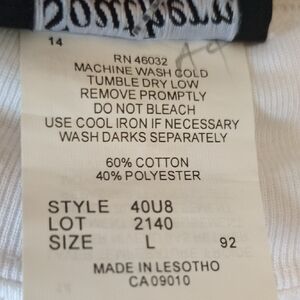 Southern
14
RN 46032
MACHINE WASH COLD
TUMBLE DRY LOW
REMOVE PROMPTLY
DO NOT BLEACH
USE COOL IRON IF NECESSARY
WASH DARKS SEPARATELY
60% COTTON
40% POLYESTER
STYLE 40U8
LOT 2140
SIZE L 92
MADE IN LESOTHO
CA09010